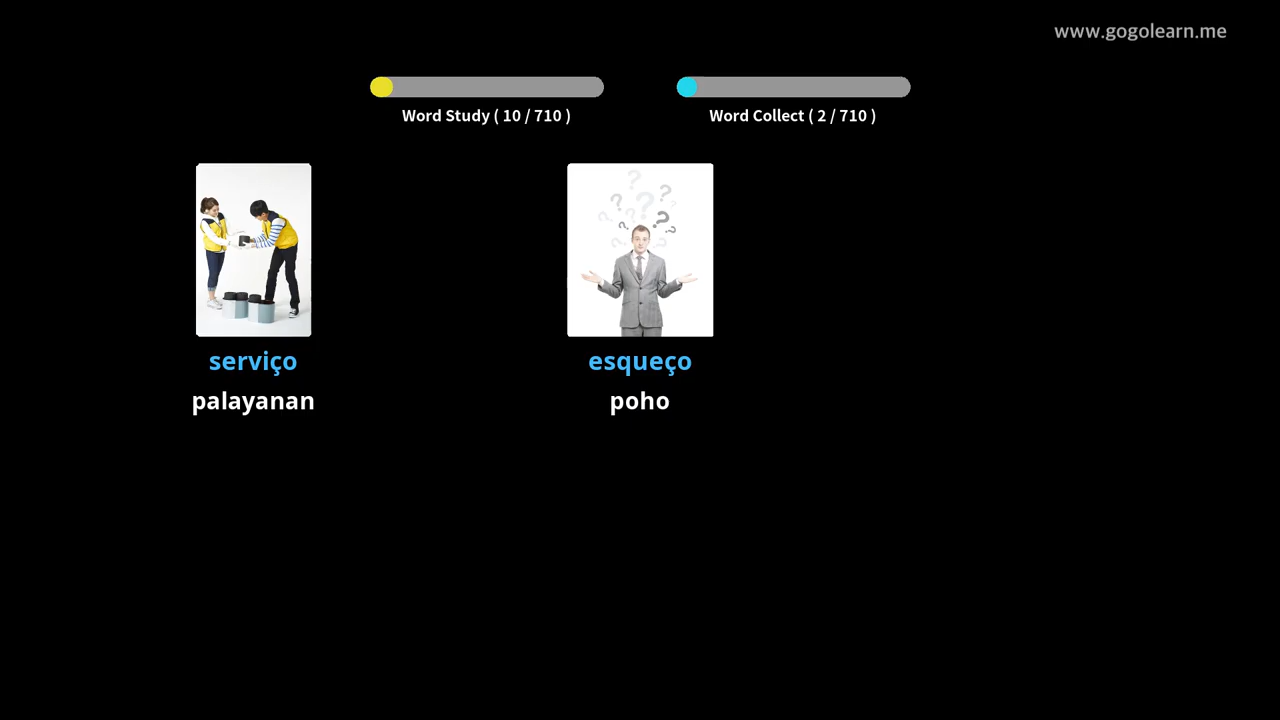 www.gogolearn.me
Word Study ( 10 / 710 )
Word Collect ( 2 / 710 )
serviço
palayanan
esqueço
poho